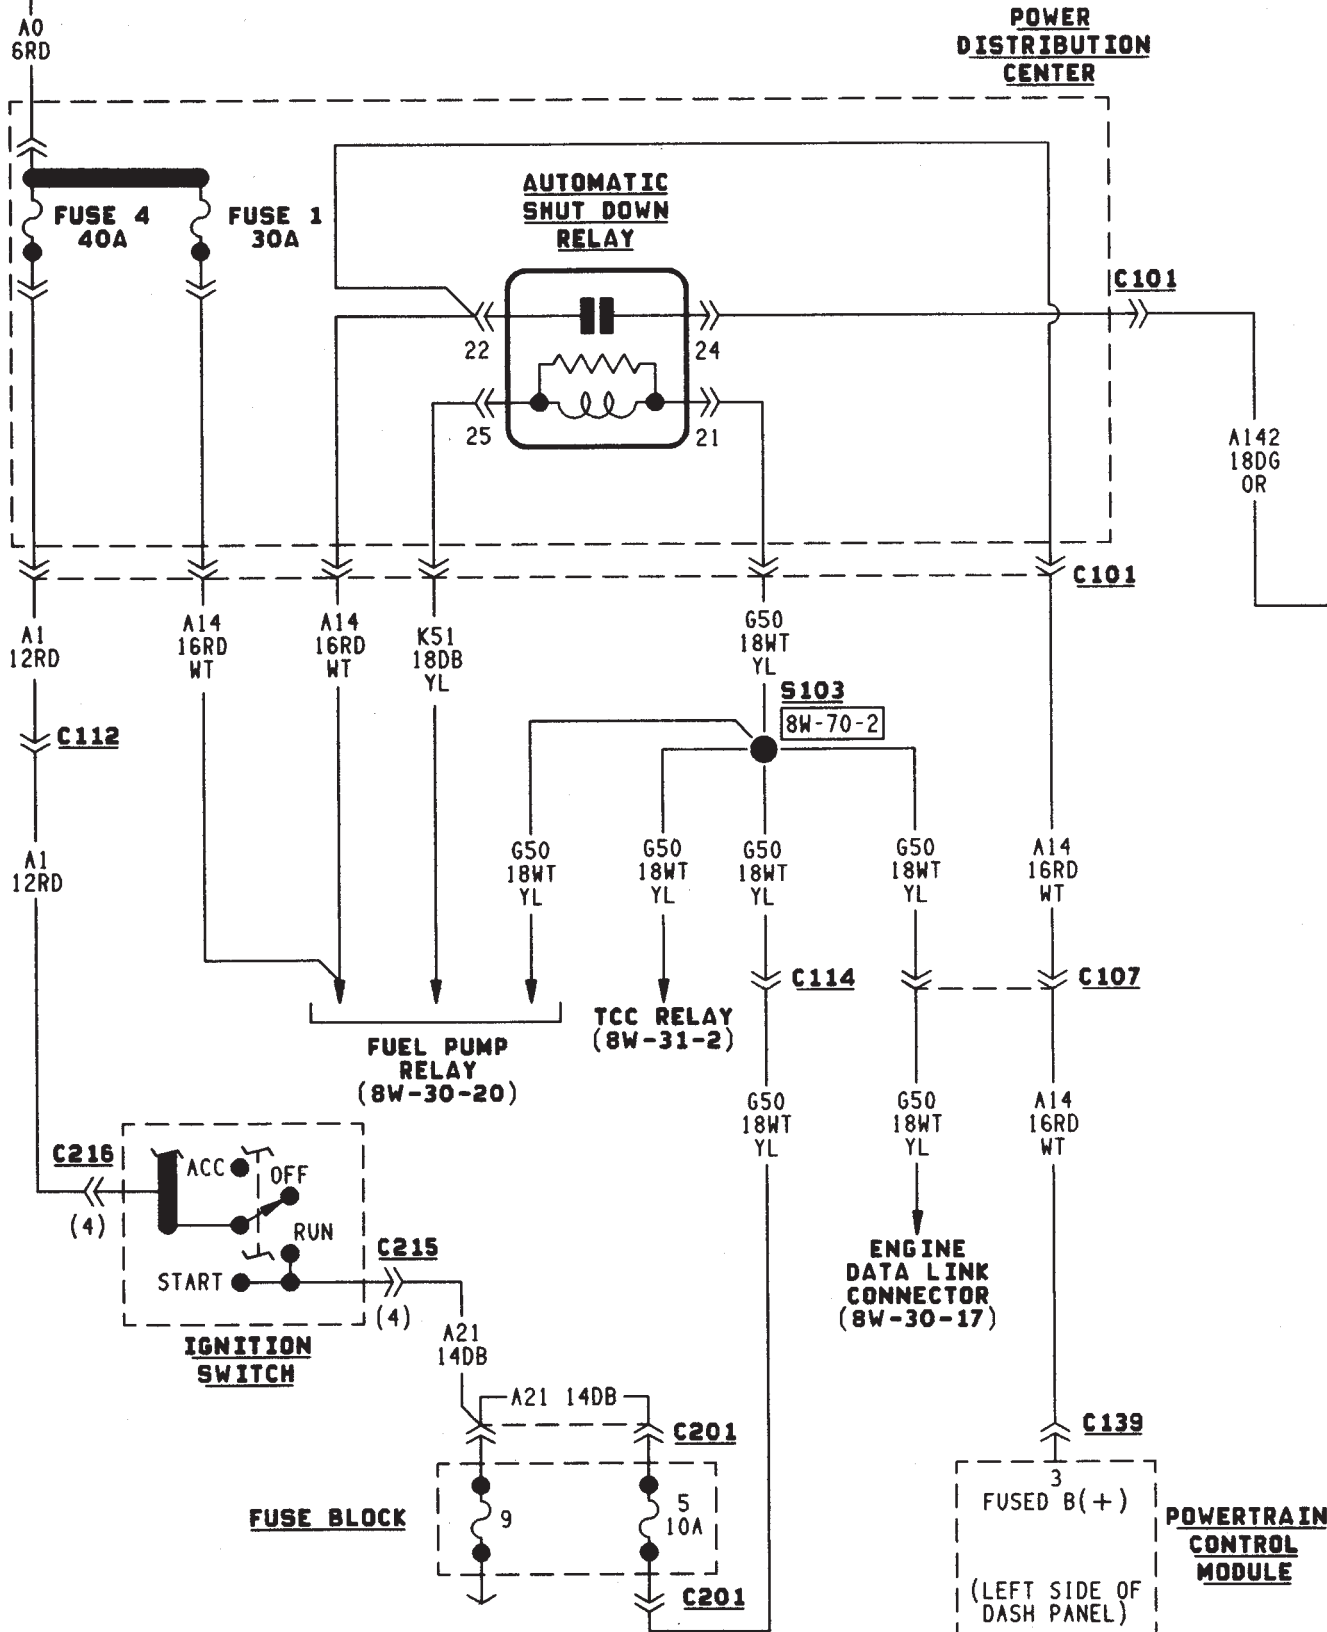 A0
6RD
POWER
DISTRIBUTION
CENTER
FUSE 4
40A
FUSE 1
30A
AUTOMATIC
SHUT DOWN
RELAY
C101
22
24
25
21
A142
18DG
OR
C101
A1
12RD
A14
16RD
WT
A14
16RD
WT
K51
18DB
YL
G50
18WT
YL
S103
8W-70-2
C112
A1
12RD
G50
18WT
YL
G50
18WT
YL
G50
18WT
YL
G50
18WT
YL
A14
16RD
WT
C114
C107
FUEL PUMP
RELAY
(8W-30-20)
TCC RELAY
(8W-31-2)
G50
18WT
YL
G50
18WT
YL
A14
16RD
WT
C216
(4)
ACC
OFF
RUN
START
C215
(4)
IGNITION
SWITCH
ENGINE
DATA LINK
CONNECTOR
(8W-30-17)
A21
14DB
A21 14DB
C201
C139
FUSE BLOCK
9
5
10A
C201
3
FUSED B(+)
(LEFT SIDE OF
DASH PANEL)
POWERTRAIN
CONTROL
MODULE